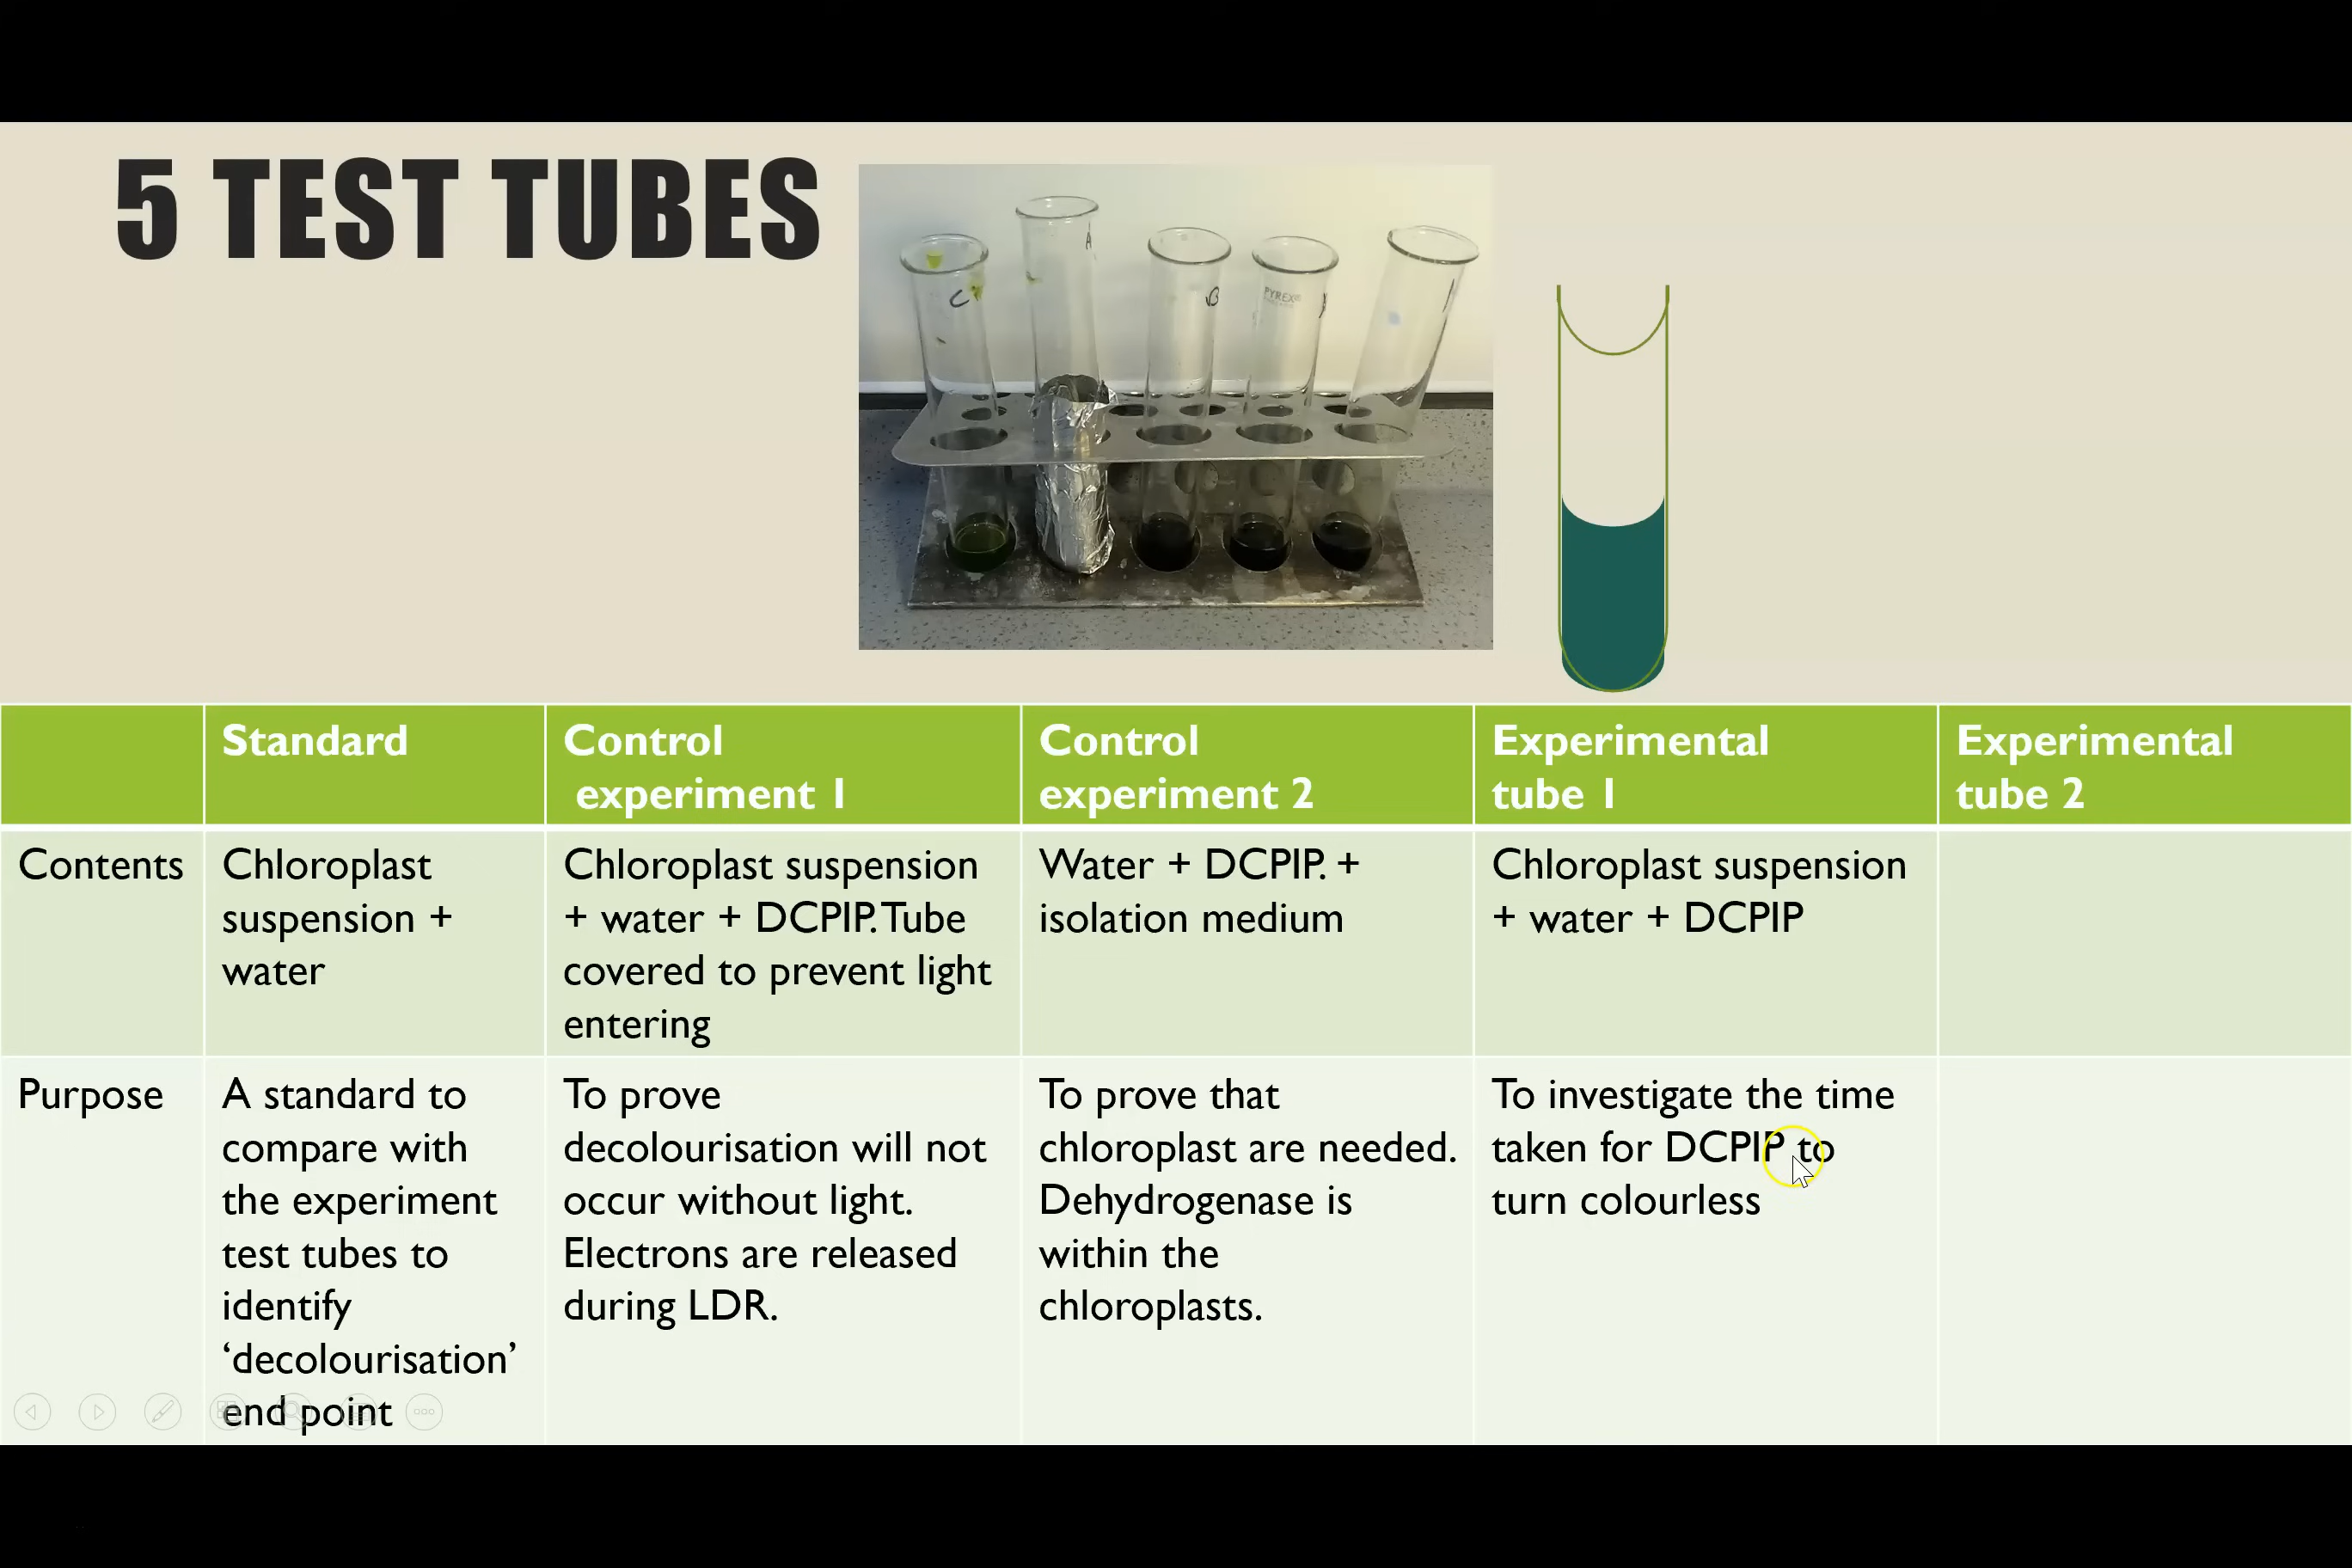 5 TEST TUBES
C
A
B
PYREX
Standard
Control
experiment 1
Control
experiment 2
Experimental
tube 1
Experimental
tube 2
Contents
Chloroplast
suspension +
water
Chloroplast suspension
+ water + DCPIP. Tube
covered to prevent light
entering
Water + DCPIP. +
isolation medium
Chloroplast suspension
+ water + DCPIP
Purpose
A standard to
compare with
the experiment
test tubes to
identify
‘decolourisation’
end point
To prove
decolourisation will not
occur without light.
Electrons are released
during LDR.
To prove that
chloroplast are needed.
Dehydrogenase is
within the
chloroplasts.
To investigate the time
taken for DCPIP to
turn colourless